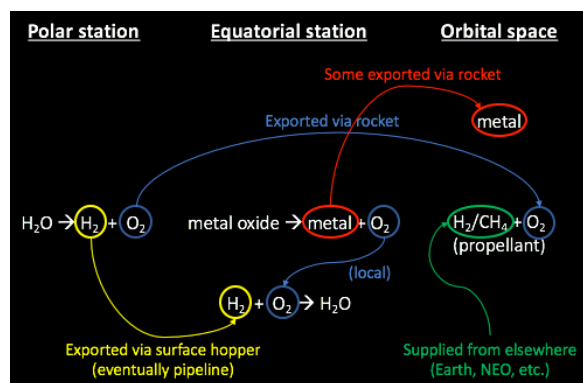 Polar station
Equatorial station
Orbital space
Some exported via rocket
metal
Exported via rocket
H₂O → H₂ + O₂
metal oxide → metal + O₂
H₂/CH₄ + O₂
(propellant)
(local)
H₂ + O₂ → H₂O
Exported via surface hopper
(eventually pipeline)
Supplied from elsewhere
(Earth, NEO, etc.)